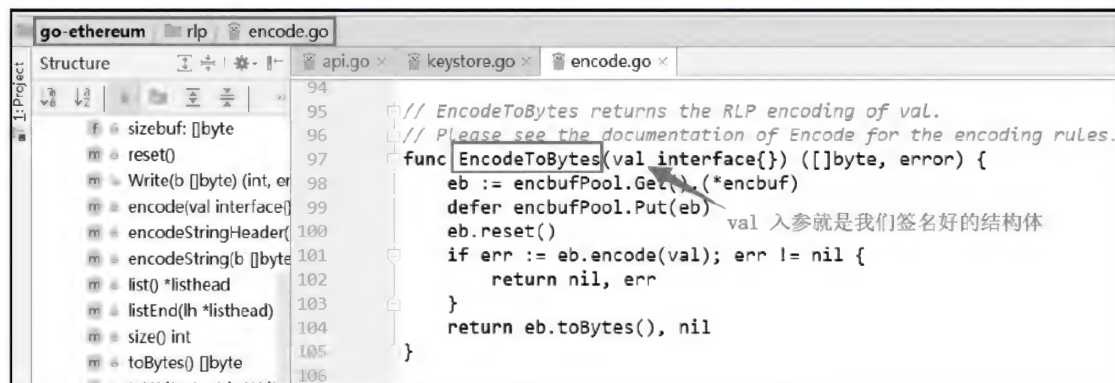 go-ethereum rlp encode.go
1: Project
Structure
api.go × keystore.go × encode.go ×
f sizebuf: []byte
m reset()
m Write(b []byte) (int, er
m encode(val interface{}
m encodeStringHeader(
m encodeString(b []byte
m list() *listhead
m listEnd(lh *listhead)
m size() int
m toBytes() []byte
94
95 // EncodeToBytes returns the RLP encoding of val.
96 // Please see the documentation of Encode for the encoding rules.
97 func EncodeToBytes(val interface{}) ([]byte, error) {
98 eb := encbufPool.Get().(*encbuf)
99 defer encbufPool.Put(eb)
val 入参就是我们签名好的结构体
100 eb.reset()
101 if err := eb.encode(val); err != nil {
102 return nil, err
103 }
104 return eb.toBytes(), nil
105 }
106